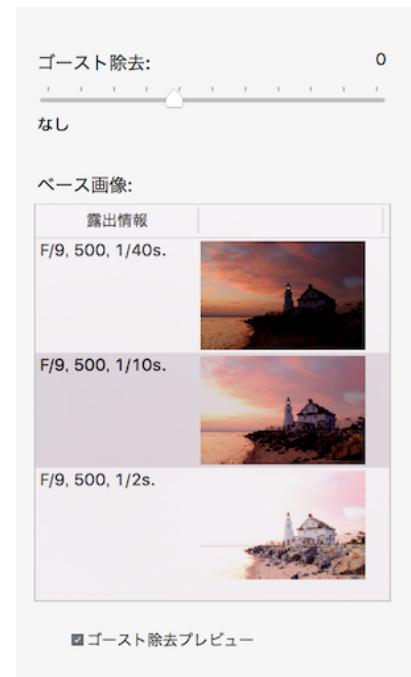 ゴースト除去: 0
なし
ベース画像:
露出情報
F/9, 500, 1/40s.
F/9, 500, 1/10s.
F/9, 500, 1/2s.
ゴースト除去プレビュー